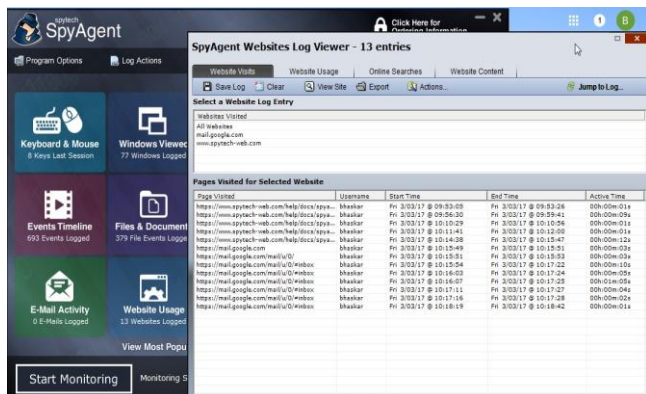 spytech
SpyAgent
Click Here for
Ordering Information
1
B
Program Options
Log Actions
Keyboard & Mouse
8 Keys Last Session
Windows Viewed
77 Windows Logged
Events Timeline
693 Events Logged
Files & Document
379 File Events Logge
E-Mail Activity
0 E-Mails Logged
Website Usage
13 Websites Logged
View Most Popu
Start Monitoring
Monitoring S
SpyAgent Websites Log Viewer - 13 entries
Website Visits Website Usage Online Searches Website Content
Save Log Clear View Site Export Actions... Jump to Log...
Select a Website Log Entry
Websites Visited
All Websites
mail.google.com
www.spytech-web.com
Pages Visited for Selected Website
Page Visited Username Start Time End Time Active Time
https://www.spytech-web.com/help/docs/spya... bhaskar Fri 3/03/17 @ 09:53:05 Fri 3/03/17 @ 09:53:26 00h:00m:01s
https://www.spytech-web.com/help/docs/spya... bhaskar Fri 3/03/17 @ 09:56:30 Fri 3/03/17 @ 09:59:41 00h:00m:09s
https://www.spytech-web.com/help/docs/spya... bhaskar Fri 3/03/17 @ 10:10:29 Fri 3/03/17 @ 10:10:56 00h:00m:01s
https://www.spytech-web.com/help/docs/spya... bhaskar Fri 3/03/17 @ 10:11:41 Fri 3/03/17 @ 10:12:00 00h:00m:01s
https://www.spytech-web.com/help/docs/spya... bhaskar Fri 3/03/17 @ 10:14:38 Fri 3/03/17 @ 10:15:47 00h:00m:12s
https://mail.google.com bhaskar Fri 3/03/17 @ 10:15:49 Fri 3/03/17 @ 10:15:51 00h:00m:03s
https://mail.google.com/mail/u/0/ bhaskar Fri 3/03/17 @ 10:15:51 Fri 3/03/17 @ 10:15:53 00h:00m:03s
https://mail.google.com/mail/u/0/#inbox bhaskar Fri 3/03/17 @ 10:15:54 Fri 3/03/17 @ 10:17:22 00h:00m:10s
https://mail.google.com/mail/u/0/#inbox bhaskar Fri 3/03/17 @ 10:16:03 Fri 3/03/17 @ 10:17:24 00h:00m:05s
https://mail.google.com/mail/u/0/#inbox bhaskar Fri 3/03/17 @ 10:16:07 Fri 3/03/17 @ 10:17:25 00h:01m:05s
https://mail.google.com/mail/u/0/#inbox bhaskar Fri 3/03/17 @ 10:17:11 Fri 3/03/17 @ 10:17:27 00h:00m:04s
https://mail.google.com/mail/u/0/#inbox bhaskar Fri 3/03/17 @ 10:17:16 Fri 3/03/17 @ 10:17:28 00h:00m:02s
https://mail.google.com/mail/u/0/#inbox bhaskar Fri 3/03/17 @ 10:18:19 Fri 3/03/17 @ 10:18:42 00h:00m:01s